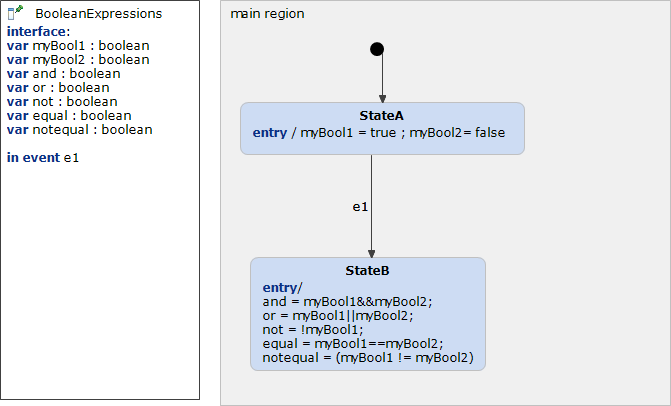 BooleanExpressions
interface:
var myBool1 : boolean
var myBool2 : boolean
var and : boolean
var or : boolean
var not : boolean
var equal : boolean
var notequal : boolean
in event e1
main region
StateA
entry / myBool1 = true ; myBool2= false
e1
StateB
entry/
and = myBool1&&myBool2;
or = myBool1||myBool2;
not = !myBool1;
equal = myBool1==myBool2;
notequal = (myBool1 != myBool2)